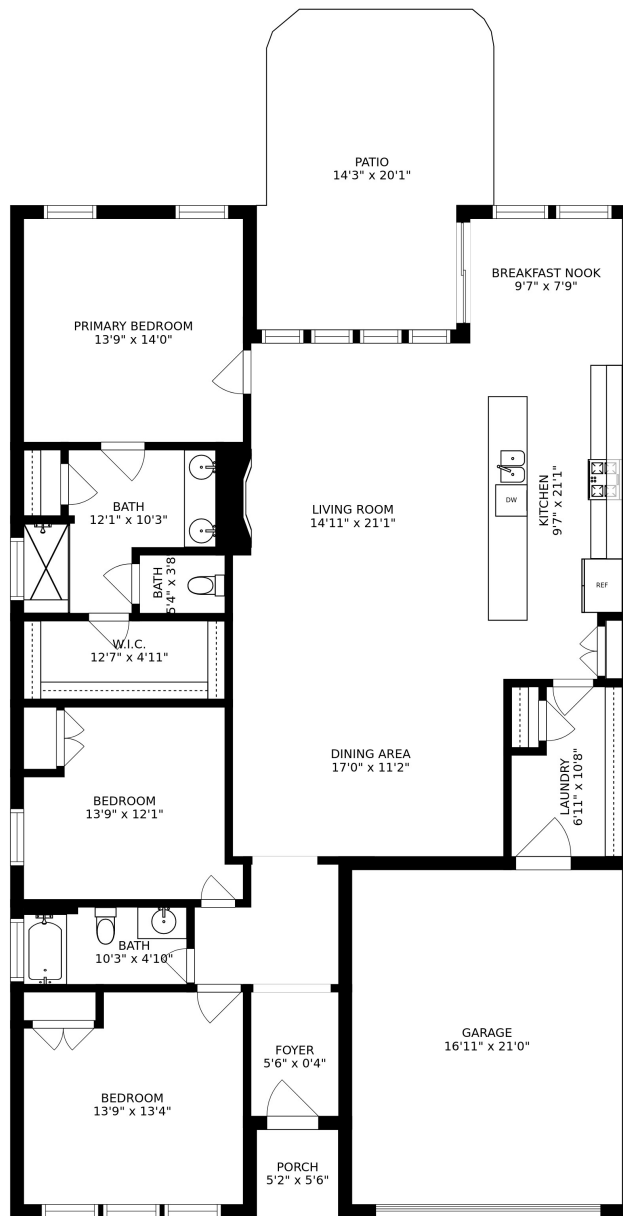 PATIO
14'3" x 20'1"
BREAKFAST NOOK
9'7" x 7'9"
PRIMARY BEDROOM
13'9" x 14'0"
BATH
12'1" x 10'3"
LIVING ROOM
14'11" x 21'1"
DW
KITCHEN
9'7" x 21'1"
REF
BATH
5'4" x 3'8
W.I.C.
12'7" x 4'11"
DINING AREA
17'0" x 11'2"
LAUNDRY
6'11" x 10'8"
BEDROOM
13'9" x 12'1"
BATH
10'3" x 4'10"
GARAGE
16'11" x 21'0"
FOYER
5'6" x 0'4"
BEDROOM
13'9" x 13'4"
PORCH
5'2" x 5'6"